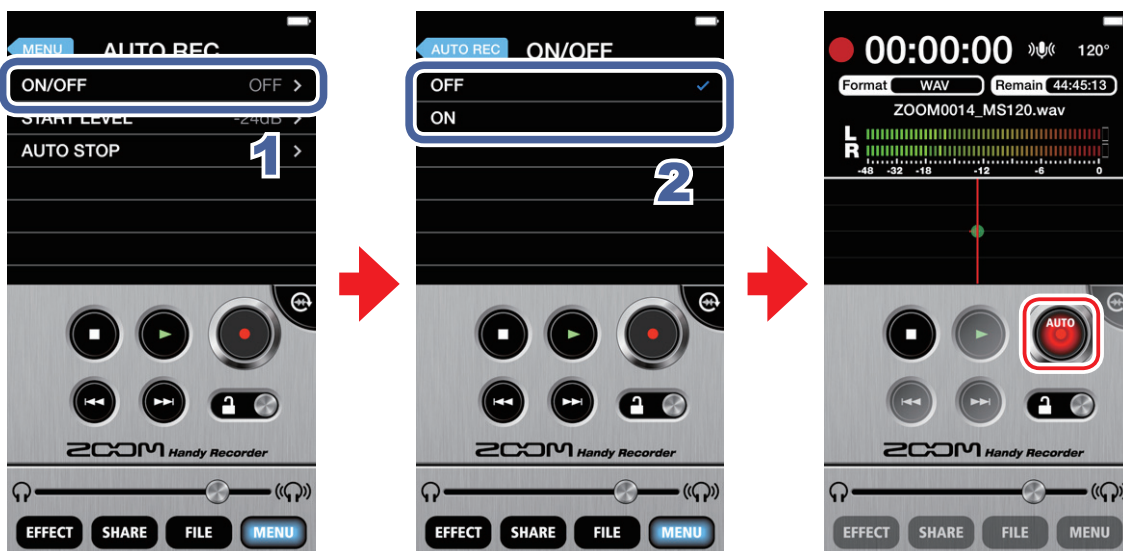 MENU AUTO REC
ON/OFF OFF >
START LEVEL -24dB >
AUTO STOP >
1
ZOOM Handy Recorder
EFFECT SHARE FILE MENU
AUTO REC ON/OFF
OFF ✓
ON
2
ZOOM Handy Recorder
EFFECT SHARE FILE MENU
00:00:00 120°
Format WAV Remain 44:45:13
ZOOM0014_MS120.wav
L
R
-48 -32 -18 -12 -6 0
AUTO
ZOOM Handy Recorder
EFFECT SHARE FILE MENU